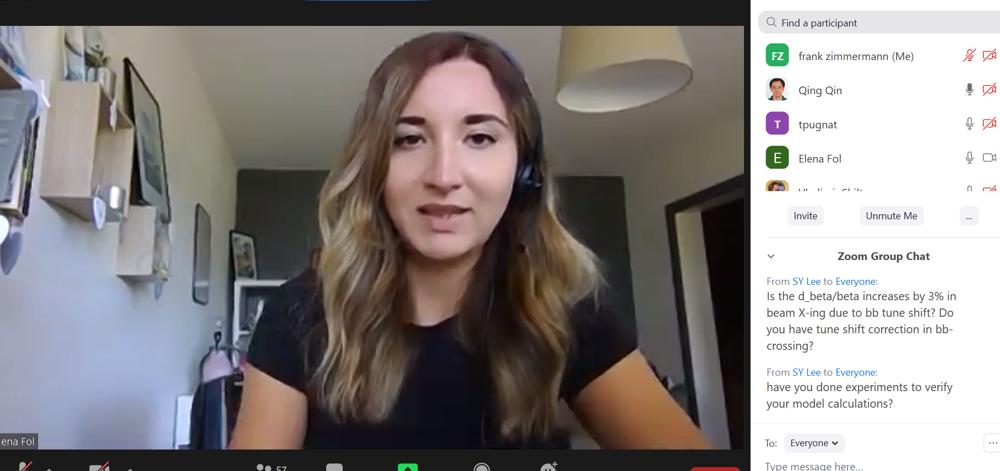 ena Fol
57
Find a participant
FZ frank zimmermann (Me)
Qing Qin
T tpugnat
E Elena Fol
Invite
Unmute Me
...
Zoom Group Chat
From SY Lee to Everyone:
Is the d_beta/beta increases by 3% in
beam X-ing due to bb tune shift? Do
you have tune shift correction in bb-
crossing?
From SY Lee to Everyone:
have you done experiments to verify
your model calculations?
To: Everyone
Type message here...